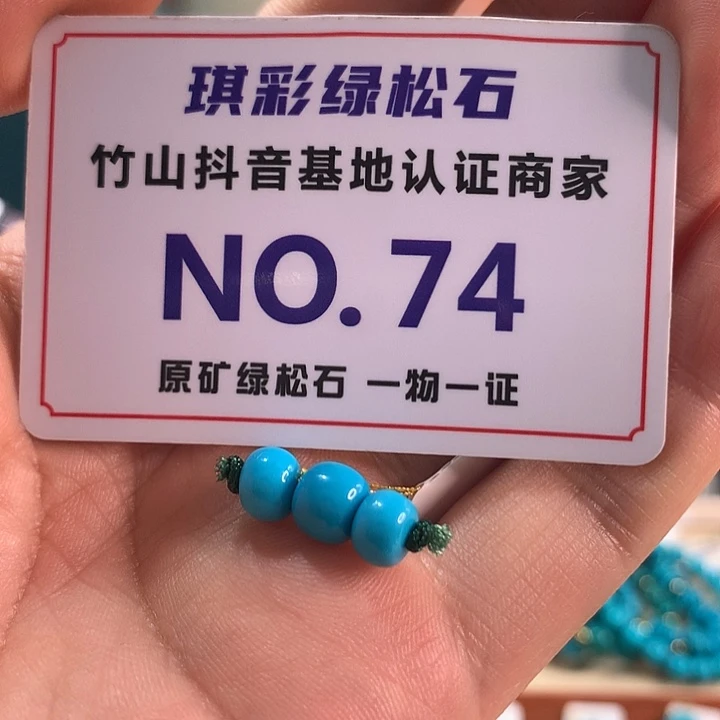 琪彩绿松石
竹山抖音基地认证商家
NO.74
原矿绿松石 一物一证